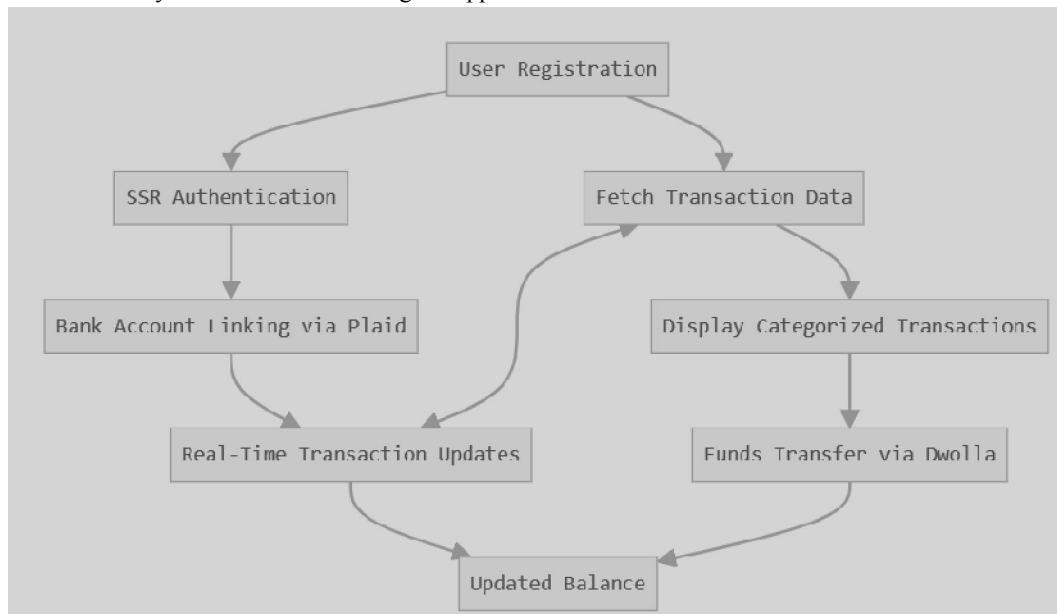 User Registration
SSR Authentication
Fetch Transaction Data
Bank Account Linking via Plaid
Display Categorized Transactions
Real-Time Transaction Updates
Funds Transfer via Dwolla
Updated Balance